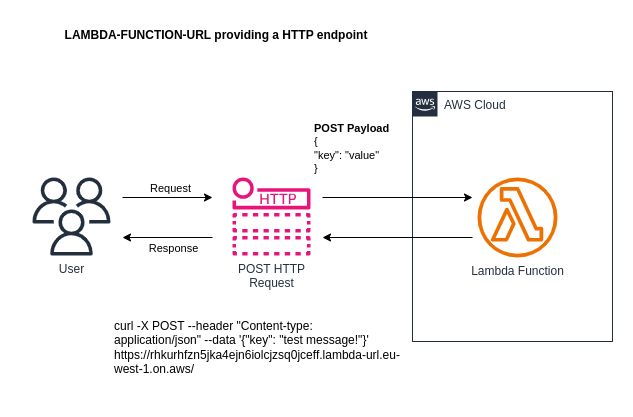 LAMBDA-FUNCTION-URL providing a HTTP endpoint
aws
AWS Cloud
POST Payload
{
"key": "value"
}
Request
HTTP
Response
User
POST HTTP
Request
Lambda Function
curl -X POST --header "Content-type:
application/json" --data '{"key": "test message!"}'
https://rhkurhfzn5jka4ejn6iolcjzsq0jceff.lambda-url.eu-
west-1.on.aws/